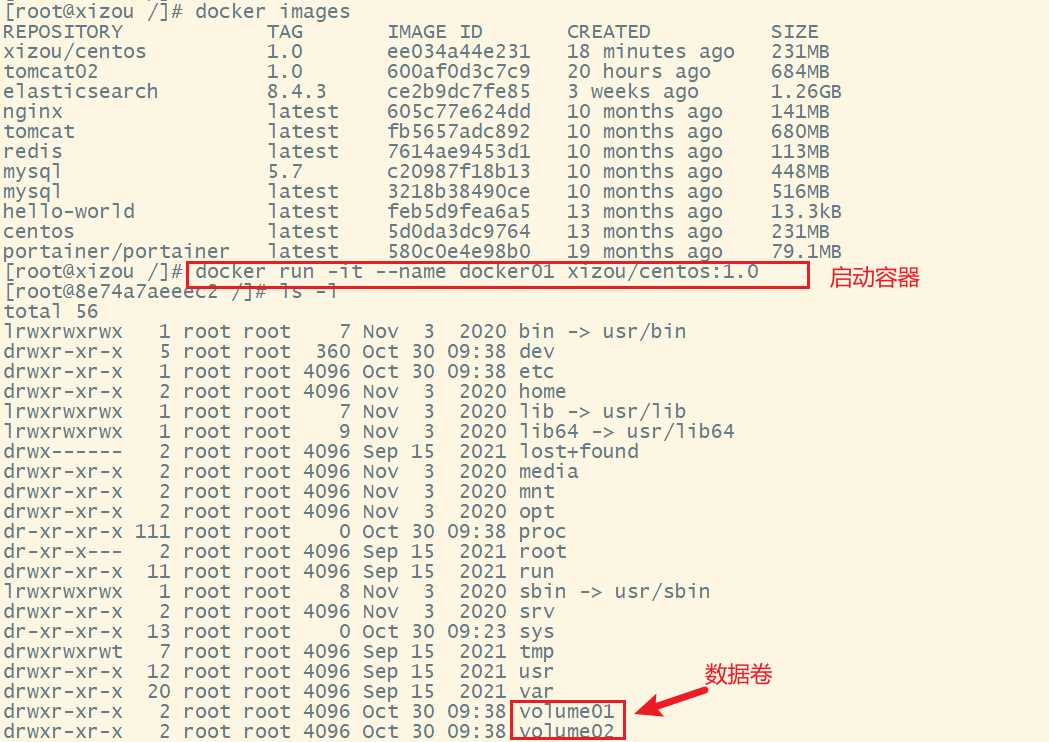 [root@xizou /]# docker images
REPOSITORY TAG IMAGE ID CREATED SIZE
xizou/centos 1.0 ee034a44e231 18 minutes ago 231MB
tomcat02 1.0 600af0d3c7c9 20 hours ago 684MB
elasticsearch 8.4.3 ce2b9dc7fe85 3 weeks ago 1.26GB
nginx latest 605c77e624dd 10 months ago 141MB
tomcat latest fb5657adc892 10 months ago 680MB
redis latest 7614ae9453d1 10 months ago 113MB
mysql 5.7 c20987f18b13 10 months ago 448MB
mysql latest 3218b38490ce 10 months ago 516MB
hello-world latest feb5d9fea6a5 13 months ago 13.3kB
centos latest 5d0da3dc9764 13 months ago 231MB
portainer/portainer latest 580c0e4e98b0 19 months ago 79.1MB
[root@xizou /]# docker run -it --name docker01 xizou/centos:1.0 启动容器
[root@8e74a7aeeec2 /]# ls -l
total 56
lrwxrwxrwx 1 root root 7 Nov 3 2020 bin -> usr/bin
drwxr-xr-x 5 root root 360 Oct 30 09:38 dev
drwxr-xr-x 1 root root 4096 Oct 30 09:38 etc
drwxr-xr-x 2 root root 4096 Nov 3 2020 home
lrwxrwxrwx 1 root root 7 Nov 3 2020 lib -> usr/lib
lrwxrwxrwx 1 root root 9 Nov 3 2020 lib64 -> usr/lib64
drwx------ 2 root root 4096 Sep 15 2021 lost+found
drwxr-xr-x 2 root root 4096 Nov 3 2020 media
drwxr-xr-x 2 root root 4096 Nov 3 2020 mnt
drwxr-xr-x 2 root root 4096 Nov 3 2020 opt
dr-xr-xr-x 111 root root 0 Oct 30 09:38 proc
dr-xr-x--- 2 root root 4096 Sep 15 2021 root
drwxr-xr-x 11 root root 4096 Sep 15 2021 run
lrwxrwxrwx 1 root root 8 Nov 3 2020 sbin -> usr/sbin
drwxr-xr-x 2 root root 4096 Nov 3 2020 srv
dr-xr-xr-x 13 root root 0 Oct 30 09:23 sys
drwxrwxrwt 7 root root 4096 Sep 15 2021 tmp
drwxr-xr-x 12 root root 4096 Sep 15 2021 usr
数据卷
drwxr-xr-x 20 root root 4096 Sep 15 2021 var
drwxr-xr-x 2 root root 4096 Oct 30 09:38 volume01
drwxr-xr-x 2 root root 4096 Oct 30 09:38 volume02